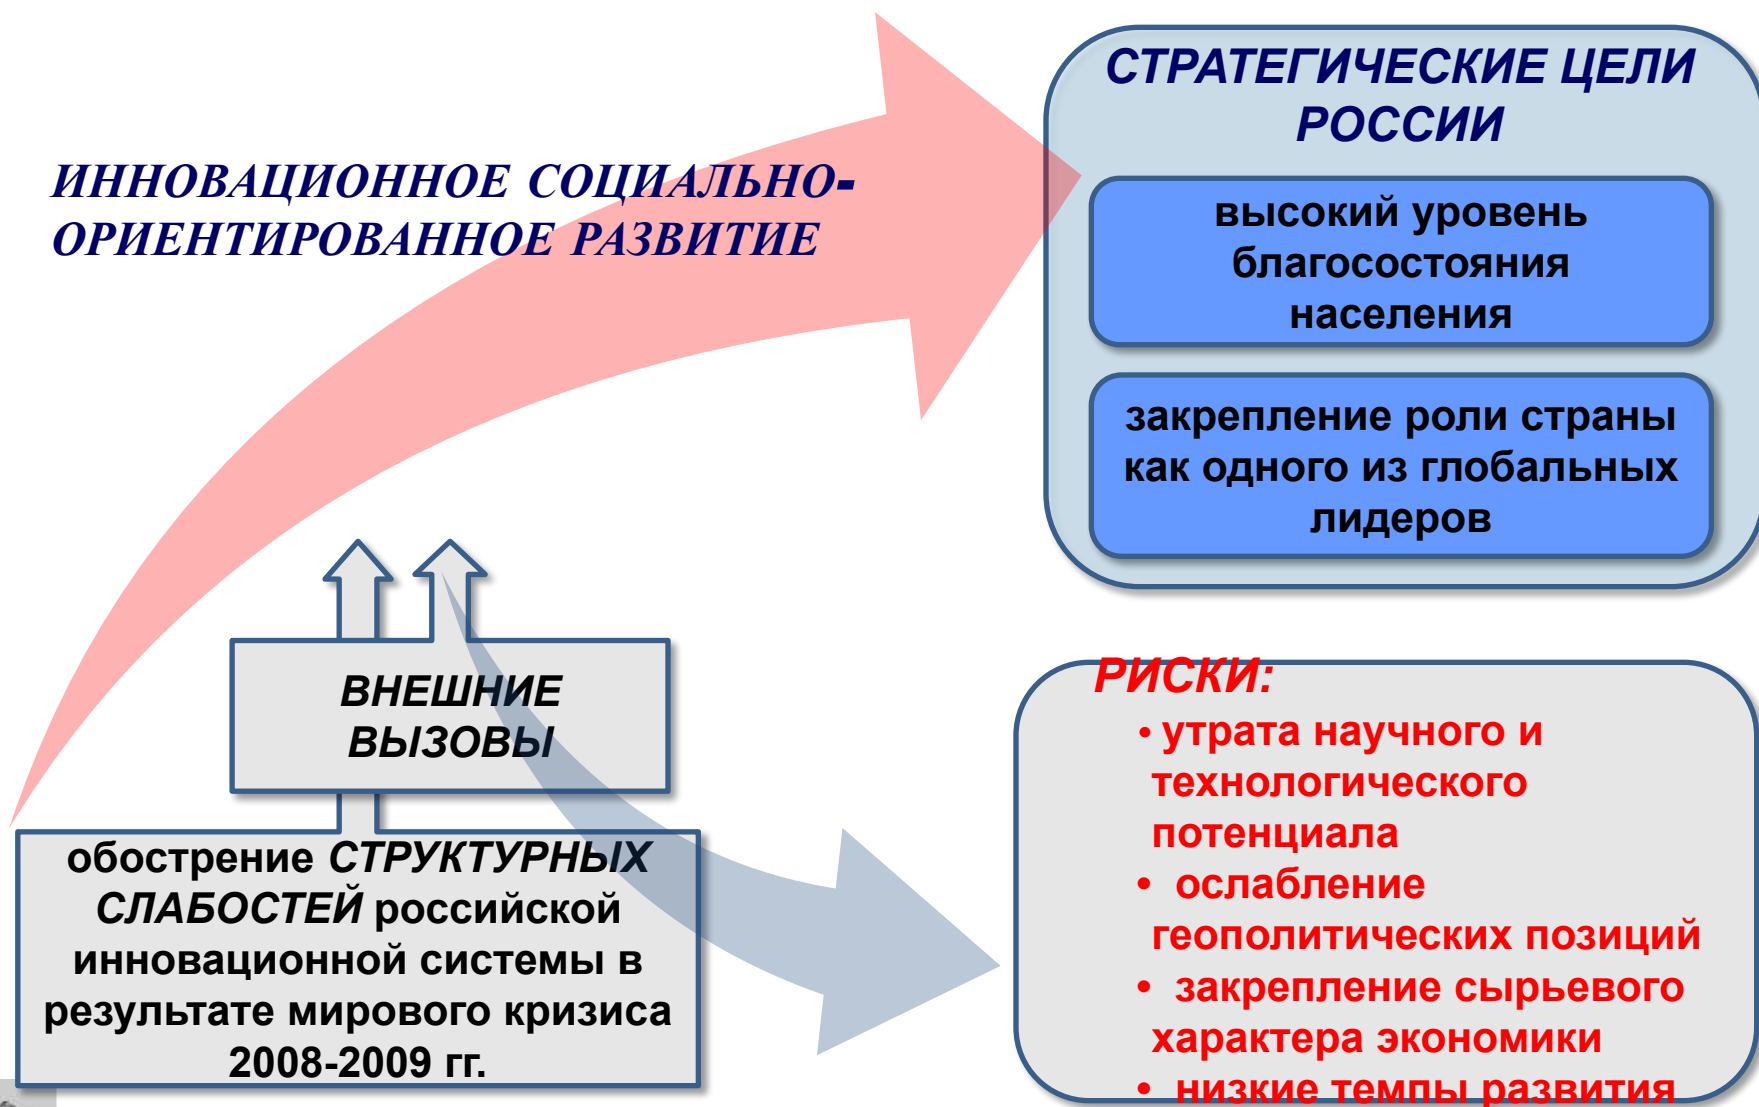 ИННОВАЦИОННОЕ СОЦИАЛЬНО-
ОРИЕНТИРОВАННОЕ РАЗВИТИЕ
СТРАТЕГИЧЕСКИЕ ЦЕЛИ
РОССИИ
высокий уровень
благосостояния
населения
закрепление роли страны
как одного из глобальных
лидеров
ВНЕШНИЕ
ВЫЗОВЫ
обострение СТРУКТУРНЫХ
СЛАБОСТЕЙ российской
инновационной системы в
результате мирового кризиса
2008-2009 гг.
РИСКИ:
• утрата научного и
технологического
потенциала
• ослабление
геополитических позиций
• закрепление сырьевого
характера экономики
• низкие темпы развития